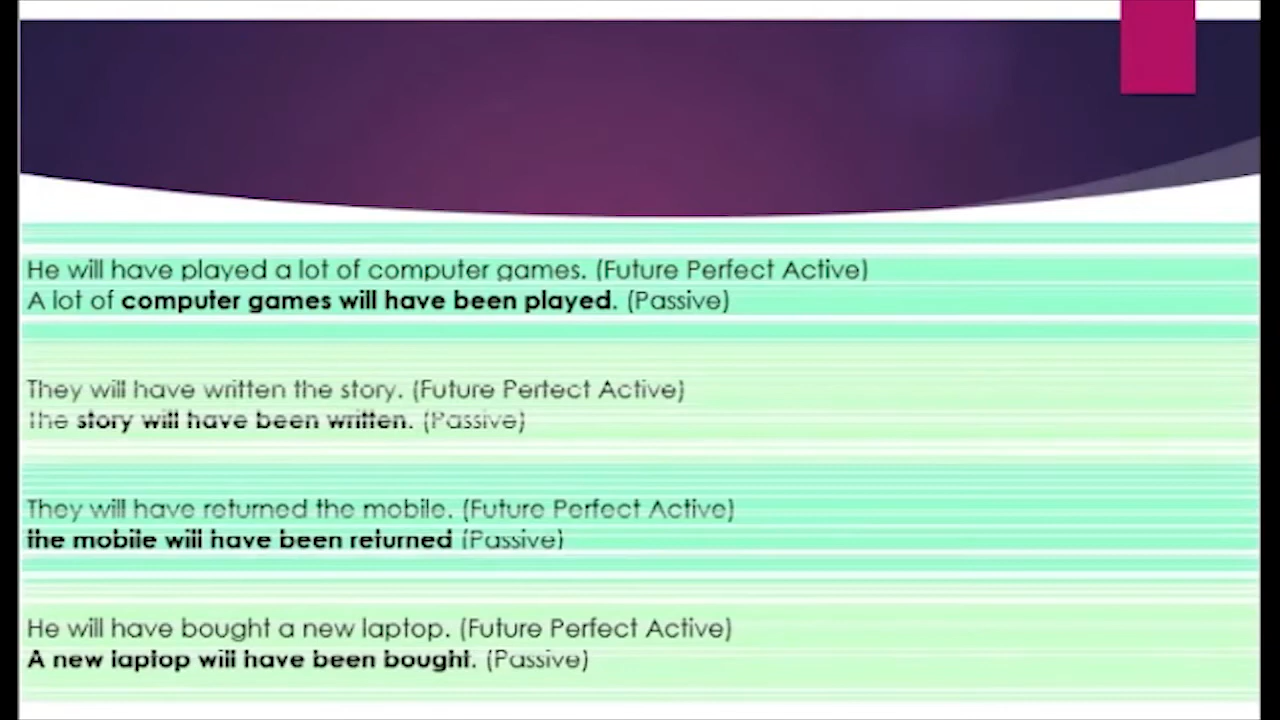 He will have played a lot of computer games. (Future Perfect Active)
A lot of computer games will have been played. (Passive)
They will have written the story. (Future Perfect Active)
The story will have been written. (Passive)
They will have returned the mobile. (Future Perfect Active)
the mobile will have been returned (Passive)
He will have bought a new laptop. (Future Perfect Active)
A new laptop will have been bought. (Passive)